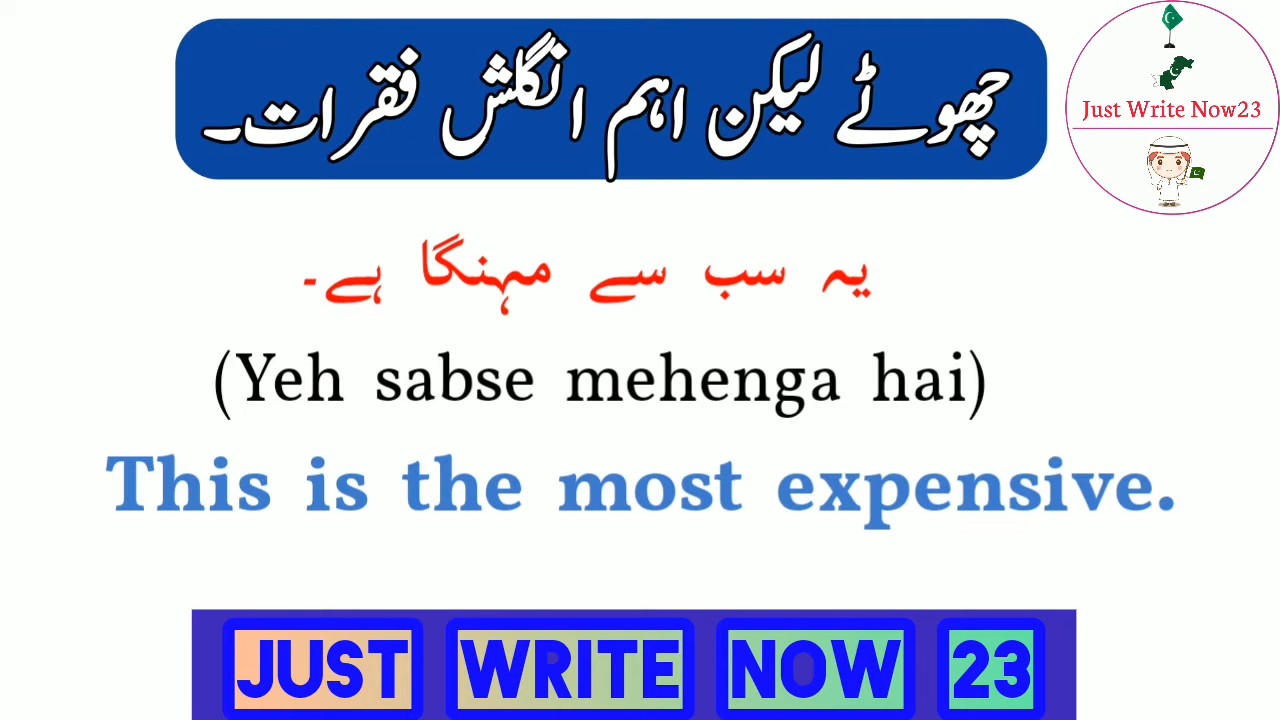 چھوٹے لیکن اہم انگلش فقرات۔
Just Write Now23
یہ سب سے مہنگا ہے۔
(Yeh sabse mehenga hai)
This is the most expensive.
JUST WRITE NOW 23